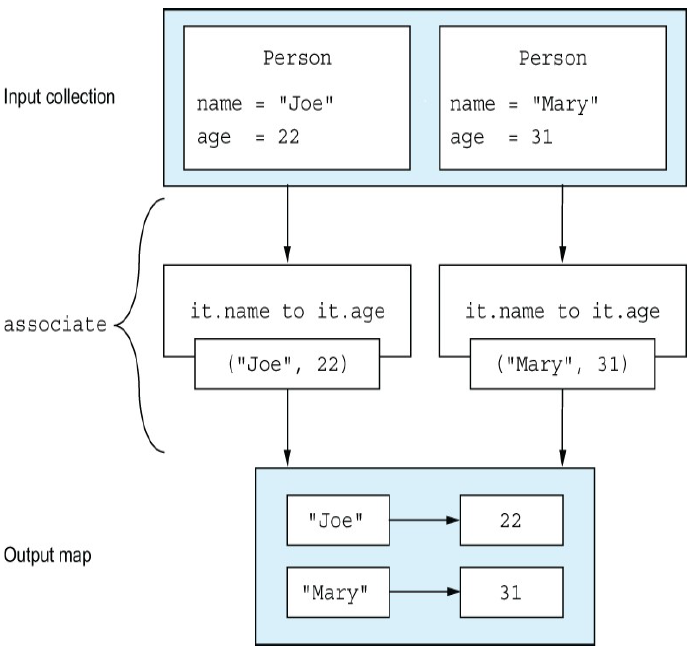 Input collection
Person
name = "Joe"
age = 22
Person
name = "Mary"
age = 31
associate
it.name to it.age
("Joe", 22)
it.name to it.age
("Mary", 31)
Output map
"Joe"
22
"Mary"
31